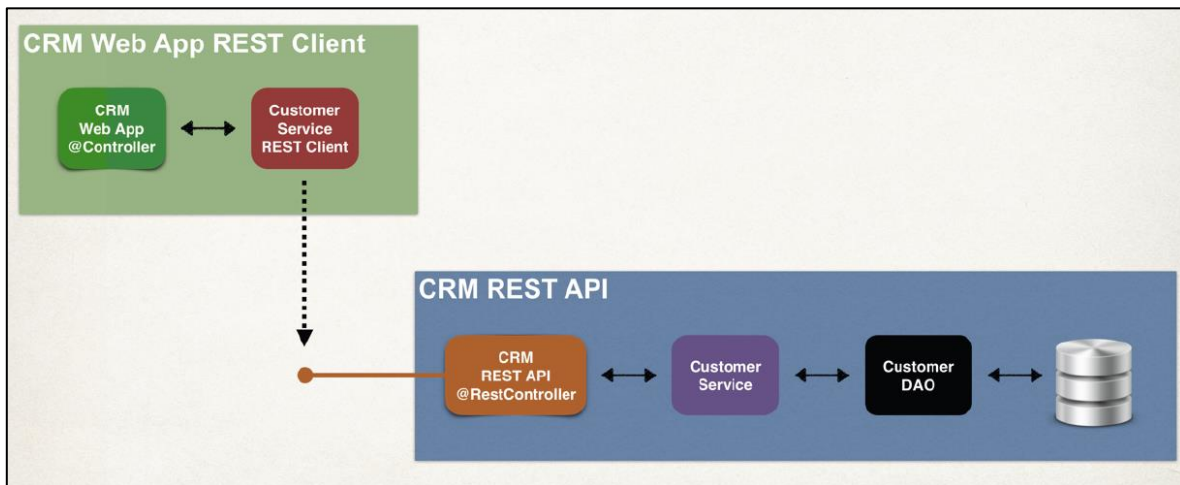 CRM Web App REST Client
CRM
Web App
@Controller
Customer
Service
REST Client
CRM REST API
CRM
REST API
@RestController
Customer
Service
Customer
DAO